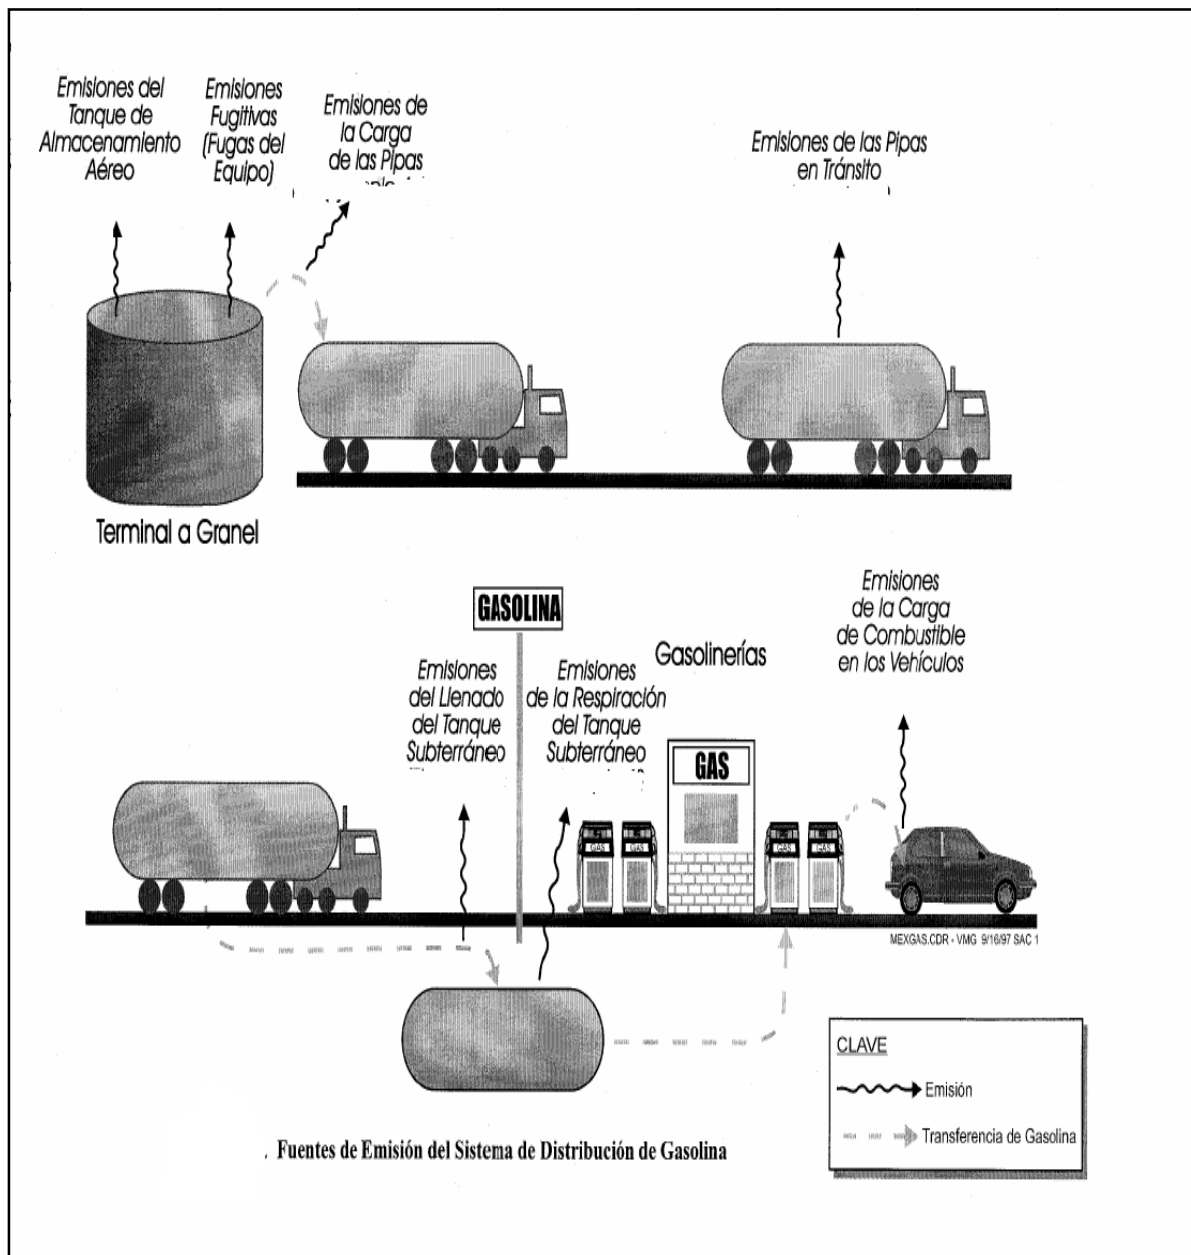 Emisiones del
Tanque de
Almacenamiento
Aéreo
Emisiones
Fugitivas
(Fugas del
Equipo)
Emisiones de
la Carga
de las Pipas
Emisiones de las Pipas
en Tránsito
Terminal a Granel
GASOLINA
Emisiones
del Llenado
del Tanque
Subterráneo
Emisiones
de la Respiración
del Tanque
Subterráneo
Gasolinerías
Emisiones
de la Carga
de Combustible
en los Vehículos
GAS
GAS
GAS
GAS
GAS
MEXGAS.CDR - VMG 9/16/97 SAC 1
CLAVE
Emisión
Transferencia de Gasolina
. Fuentes de Emisión del Sistema de Distribución de Gasolina